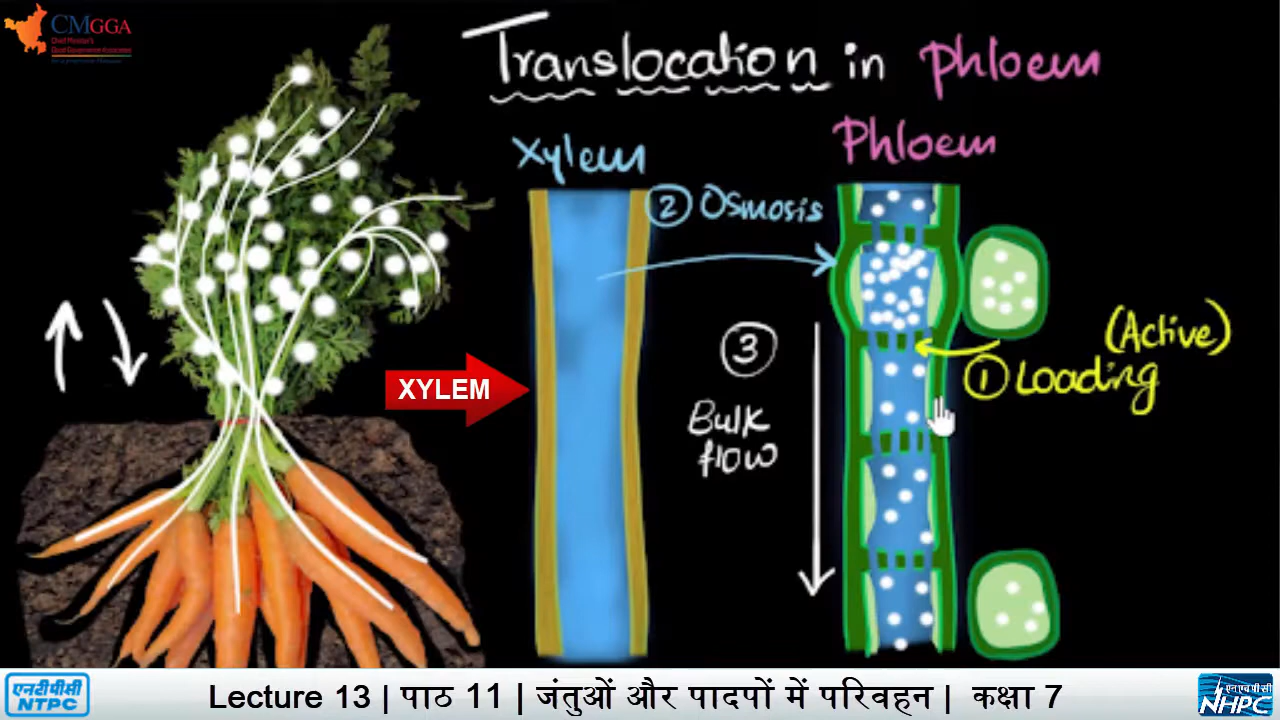 CMGGA
Translocation in phloem
Xylem
Phloem
② Osmosis
③
Bulk
flow
(Active)
① Loading
XYLEM
एनटीपीसी
NTPC
Lecture 13 | पाठ 11 | जंतुओं और पादपों में परिवहन | कक्षा 7
एनएचपीसी
NHPC